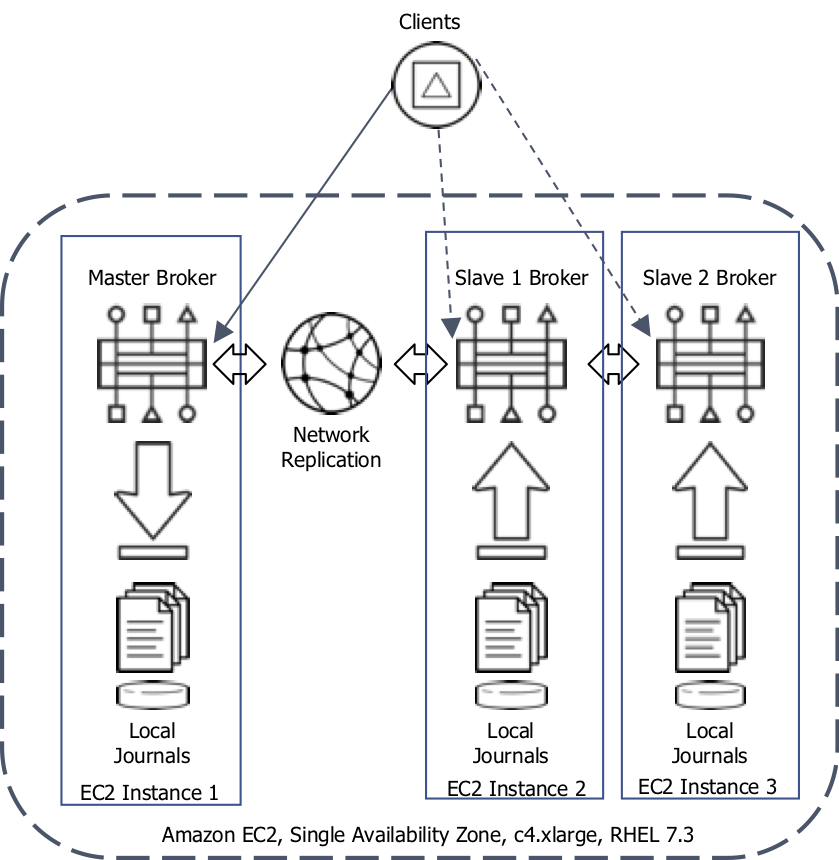 Clients
Master Broker
Slave 1 Broker
Slave 2 Broker
Network
Replication
Local
Journals
Local
Journals
Local
Journals
EC2 Instance 1
EC2 Instance 2
EC2 Instance 3
Amazon EC2, Single Availability Zone, c4.xlarge, RHEL 7.3